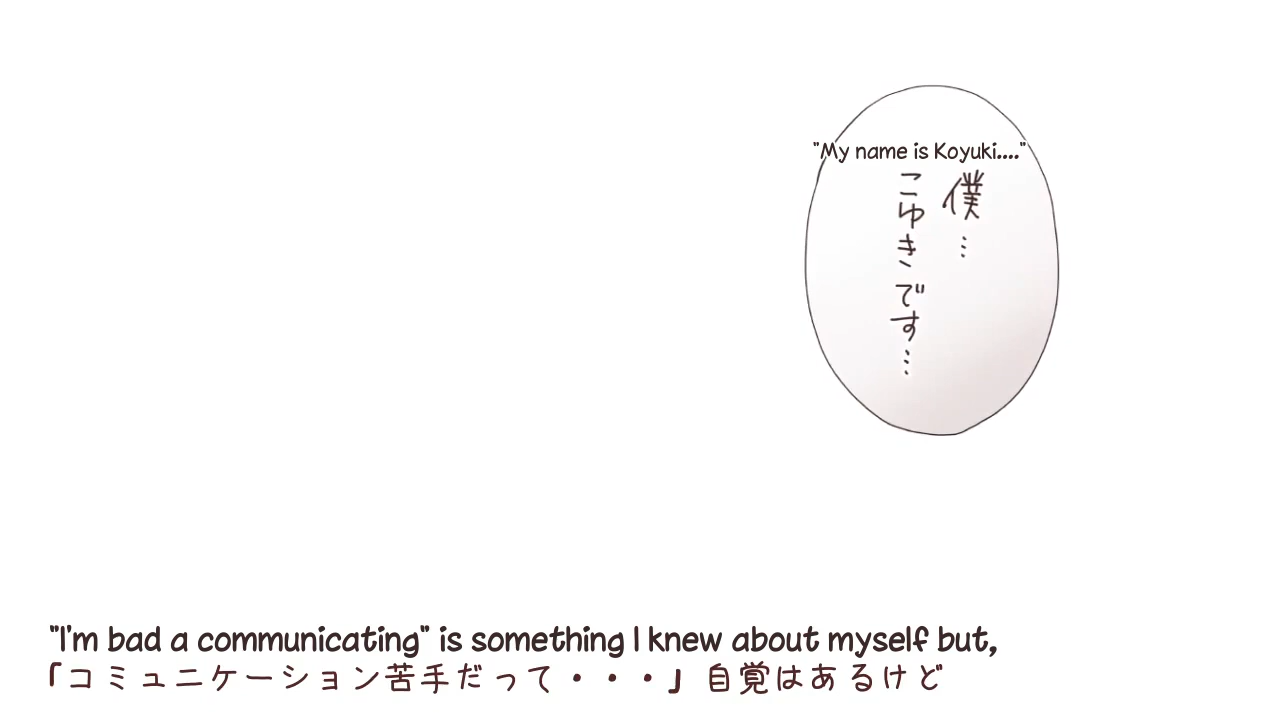 "My name is Koyuki...."
僕…
こゆきです…
"I'm bad a communicating" is something I knew about myself but,
「コミュニケーション苦手だって・・・」自覚はあるけど